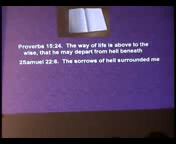 Proverbs 15:24. The way of life is above to the
wise, that he may depart from hell beneath
2Samuel 22:6. The sorrows of hell surrounded me